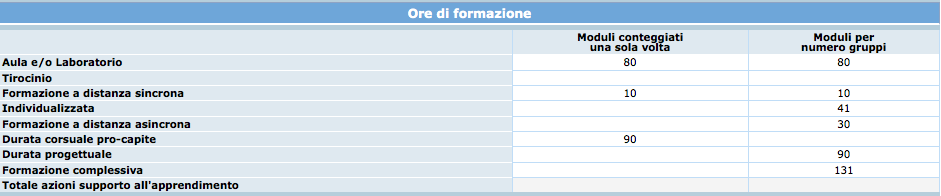 Ore di formazione
Moduli conteggiati una sola volta Moduli per numero gruppi
Aula e/o Laboratorio 80 80
Tirocinio
Formazione a distanza sincrona 10 10
Individualizzata 41
Formazione a distanza asincrona 30
Durata corsuale pro-capite 90
Durata progettuale 90
Formazione complessiva 131
Totale azioni supporto all'apprendimento